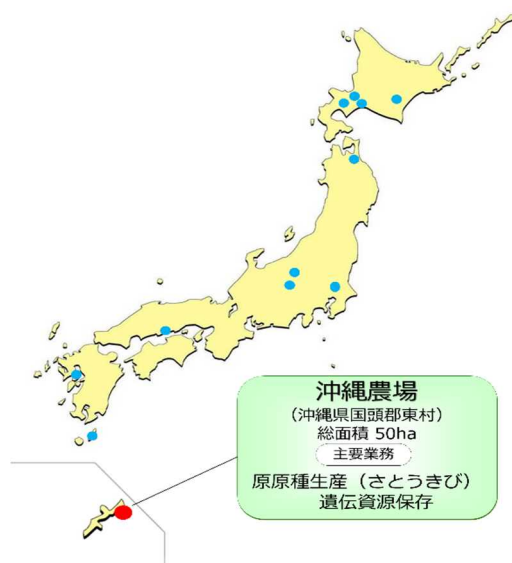 沖縄農場
（沖縄県国頭郡東村）
総面積 50ha
主要業務
原原種生産（さとうきび）
遺伝資源保存